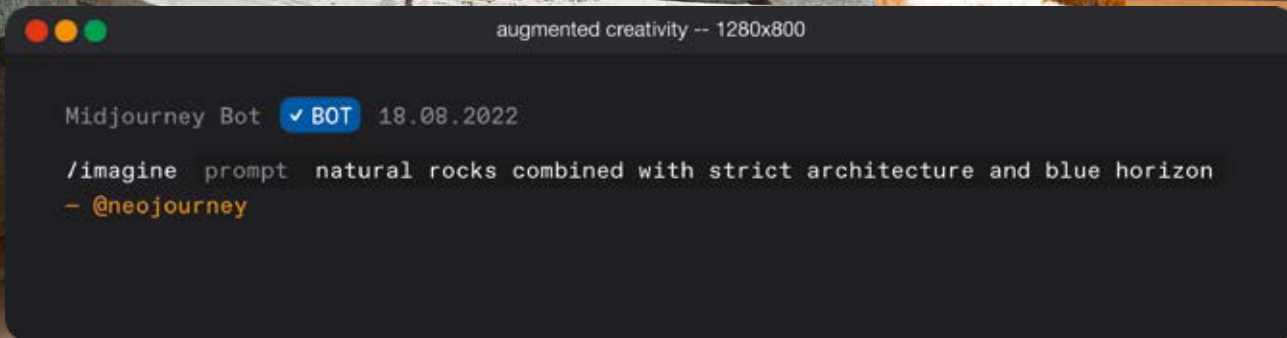 augmented creativity -- 1280x800
Midjourney Bot ✓ BOT 18.08.2022
/imagine prompt natural rocks combined with strict architecture and blue horizon
— @neojourney